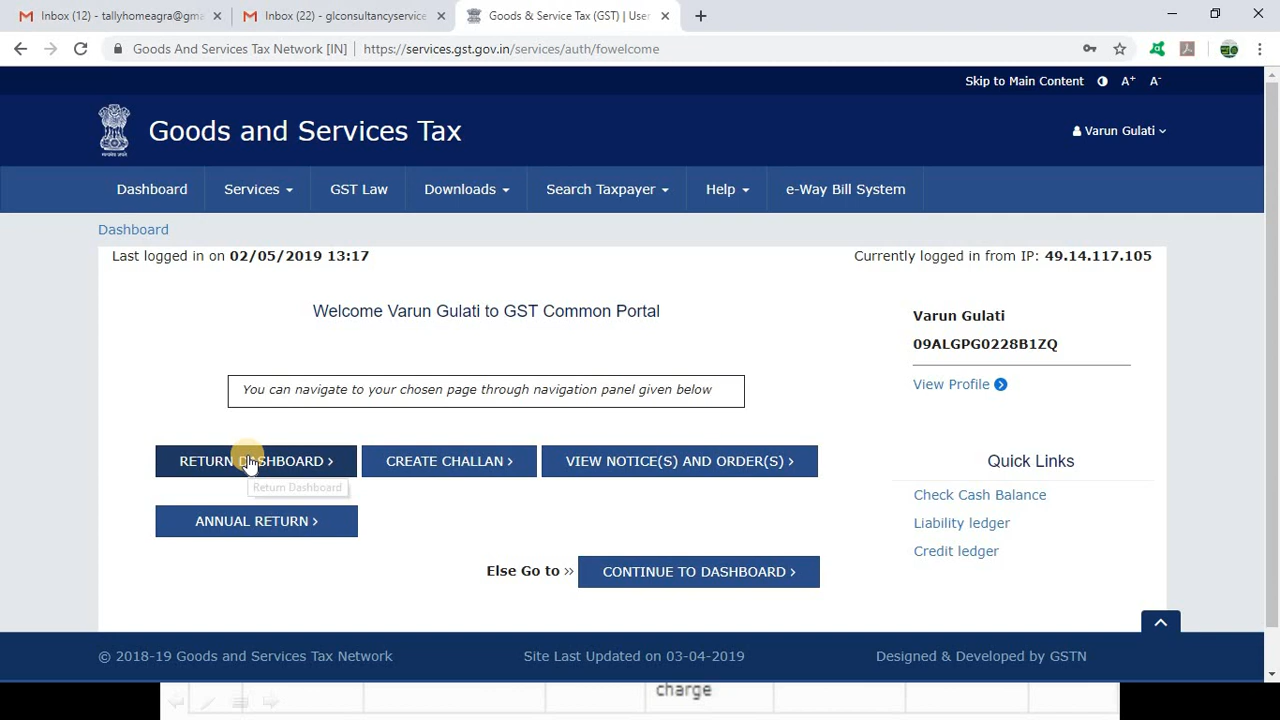 Inbox (12) - tallyhomeagra@gma
Inbox (22) - glconsultancyservice
Goods & Service Tax (GST) | User
Goods And Services Tax Network [IN]
https://services.gst.gov.in/services/auth/fowelcome
Skip to Main Content
A+
A-
Goods and Services Tax
Varun Gulati
Dashboard
Services
GST Law
Downloads
Search Taxpayer
Help
e-Way Bill System
Dashboard
Last logged in on 02/05/2019 13:17
Currently logged in from IP: 49.14.117.105
Welcome Varun Gulati to GST Common Portal
Varun Gulati
09ALGPG0228B1ZQ
You can navigate to your chosen page through navigation panel given below
View Profile
RETURN DASHBOARD >
CREATE CHALLAN >
VIEW NOTICE(S) AND ORDER(S) >
Return Dashboard
Quick Links
Check Cash Balance
ANNUAL RETURN >
Liability ledger
Credit ledger
Else Go to >>
CONTINUE TO DASHBOARD >
© 2018-19 Goods and Services Tax Network
Site Last Updated on 03-04-2019
Designed & Developed by GSTN
charge